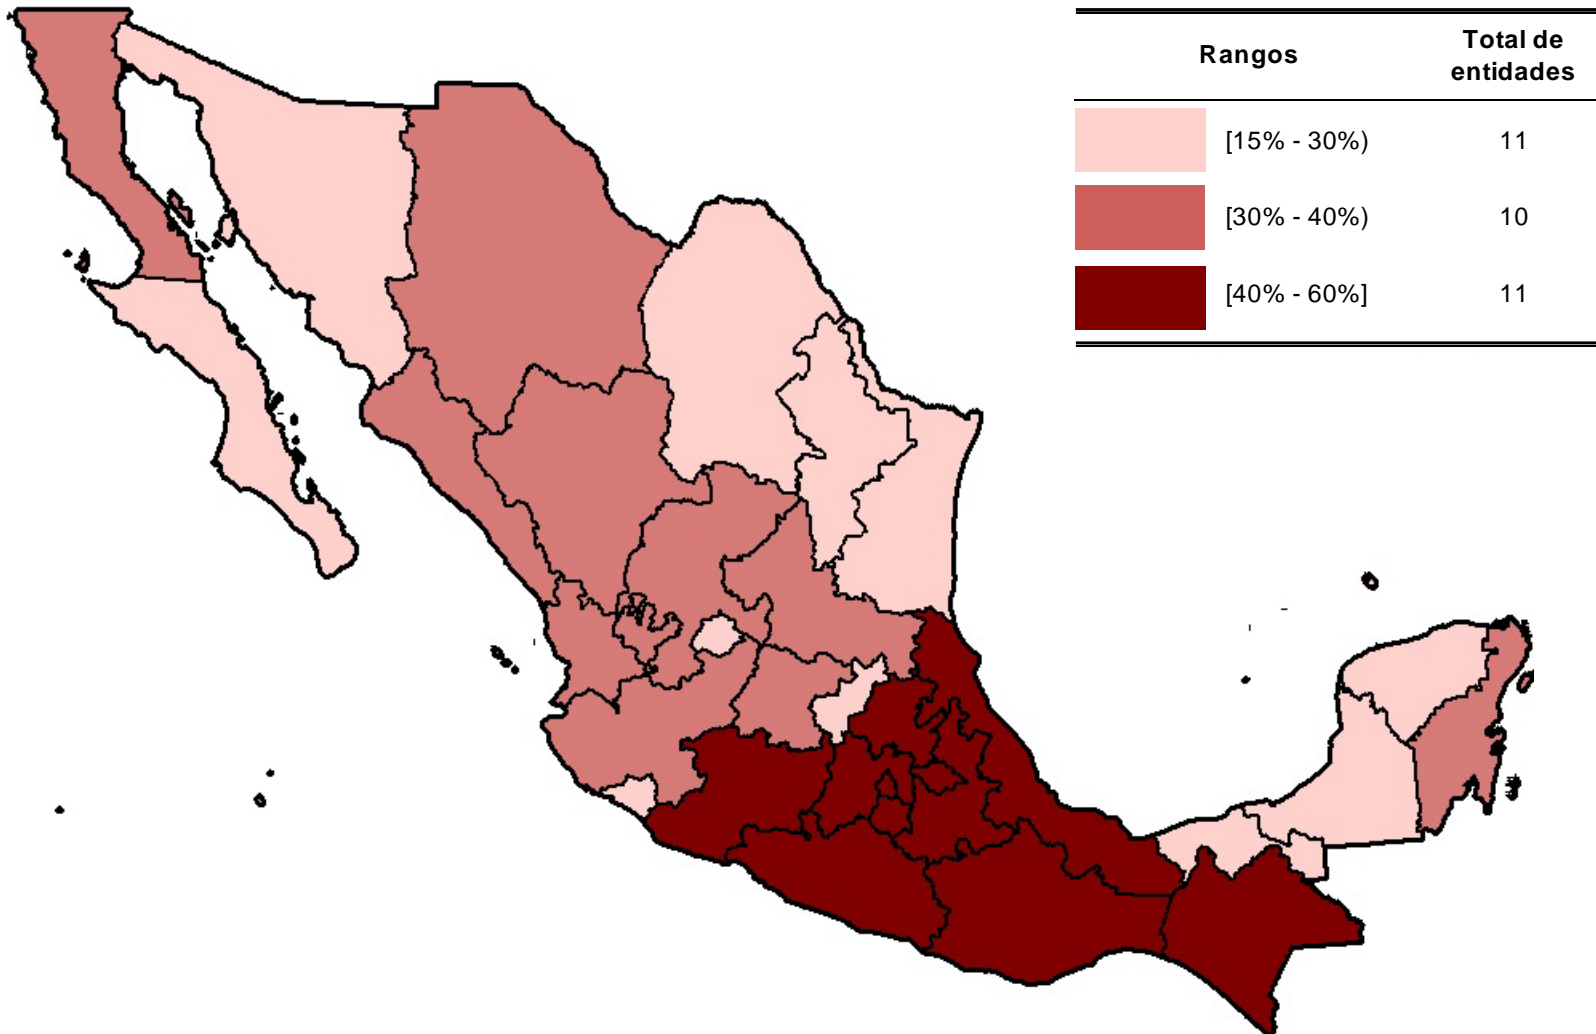 Rangos
Total de
entidades
[15% - 30%) 11
[30% - 40%) 10
[40% - 60%] 11